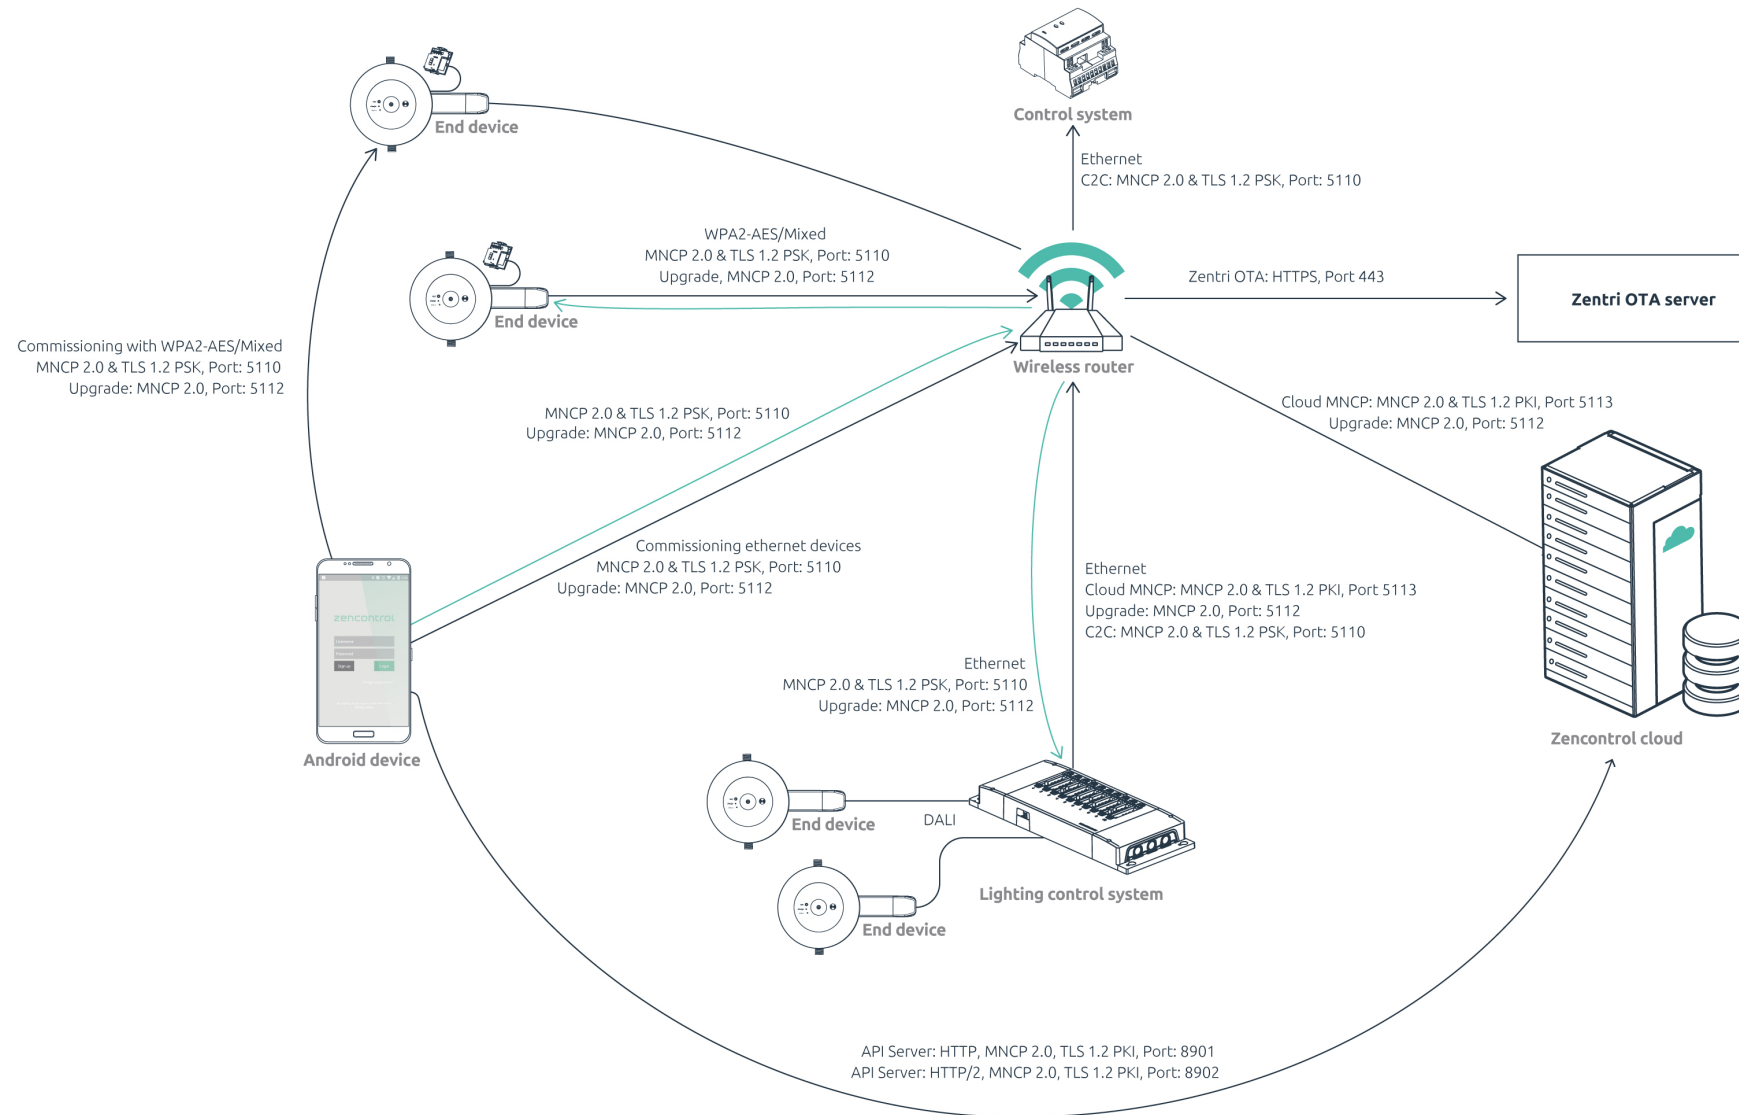 Control system
End device
Ethernet
C2C: MNCP 2.0 & TLS 1.2 PSK, Port: 5110
WPA2-AES/Mixed
MNCP 2.0 & TLS 1.2 PSK, Port: 5110
Upgrade, MNCP 2.0, Port: 5112
Zentri OTA: HTTPS, Port 443
Zentri OTA server
End device
Wireless router
Commissioning with WPA2-AES/Mixed
MNCP 2.0 & TLS 1.2 PSK, Port: 5110
Upgrade: MNCP 2.0, Port: 5112
MNCP 2.0 & TLS 1.2 PSK, Port: 5110
Upgrade: MNCP 2.0, Port: 5112
Cloud MNCP: MNCP 2.0 & TLS 1.2 PKI, Port 5113
Upgrade: MNCP 2.0, Port: 5112
Commissioning ethernet devices
MNCP 2.0 & TLS 1.2 PSK, Port: 5110
Upgrade: MNCP 2.0, Port: 5112
Ethernet
Cloud MNCP: MNCP 2.0 & TLS 1.2 PKI, Port 5113
Upgrade: MNCP 2.0, Port: 5112
C2C: MNCP 2.0 & TLS 1.2 PSK, Port: 5110
zencontrol
Username
Password
Ethernet
MNCP 2.0 & TLS 1.2 PSK, Port: 5110
Upgrade: MNCP 2.0, Port: 5112
Android device
Zencontrol cloud
End device
DALI
Lighting control system
End device
API Server: HTTP, MNCP 2.0, TLS 1.2 PKI, Port: 8901
API Server: HTTP/2, MNCP 2.0, TLS 1.2 PKI, Port: 8902